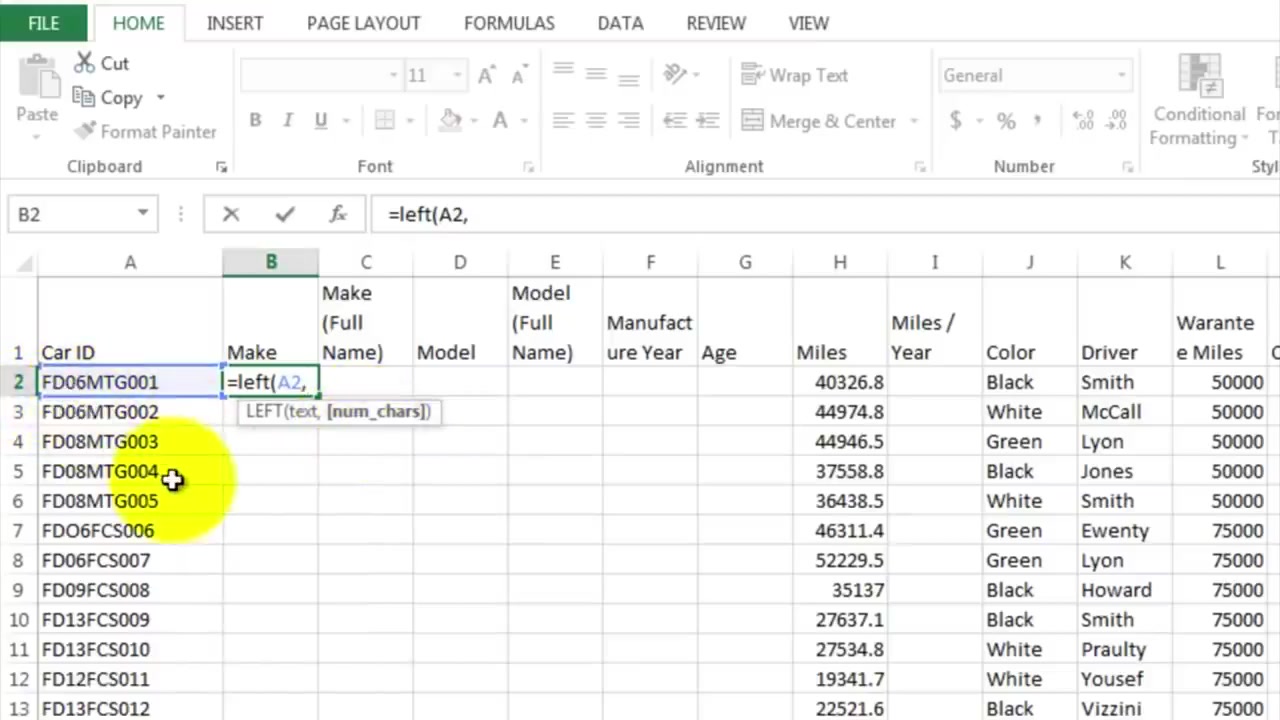 FILE HOME INSERT PAGE LAYOUT FORMULAS DATA REVIEW VIEW
Cut
Copy
Format Painter
Paste
Clipboard
11 A A
B I U A
Font
Wrap Text
Merge & Center
Alignment
General
$ % ,
Number
Conditional
Formatting
Styl
B2 fx =left(A2,
A B C D E F G H I J K L
1 Car ID Make Make (Full Name) Model Model (Full Name) Manufact ure Year Age Miles Miles / Year Color Driver Warante e Miles
2 FD06MTG001 =left(A2, 40326.8 Black Smith 50000
LEFT(text, [num_chars])
3 FD06MTG002 44974.8 White McCall 50000
4 FD08MTG003 44946.5 Green Lyon 50000
5 FD08MTG004 37558.8 Black Jones 50000
6 FD08MTG005 36438.5 White Smith 50000
7 FDO6FCS006 46311.4 Green Ewenty 75000
8 FD06FCS007 52229.5 Green Lyon 75000
9 FD09FCS008 35137 Black Howard 75000
10 FD13FCS009 27637.1 Black Smith 75000
11 FD13FCS010 27534.8 White Praulty 75000
12 FD12FCS011 19341.7 White Yousef 75000
13 FD13FCS012 22521.6 Black Vizzini 75000